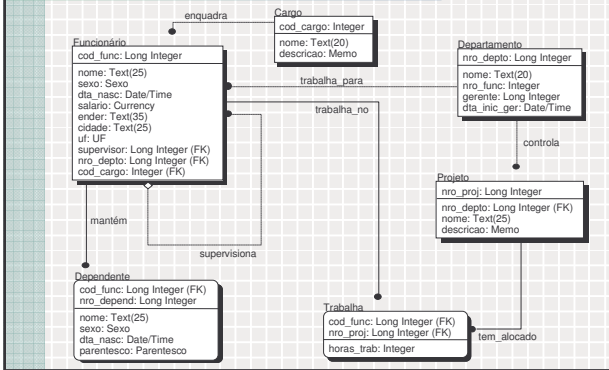 enquadra
Cargo
cod_cargo: Integer
nome: Text(20)
descricao: Memo
Funcionário
cod_func: Long Integer
nome: Text(25)
sexo: Sexo
dta_nasc: Date/Time
salario: Currency
ender: Text(35)
cidade: Text(25)
uf: UF
supervisor: Long Integer (FK)
nro_depto: Long Integer (FK)
cod_cargo: Integer (FK)
Departamento
nro_depto: Long Integer
nome: Text(20)
nro_func: Integer
gerente: Long Integer
dta_inic_ger: Date/Time
trabalha_para
trabalha_no
controla
Projeto
nro_proj: Long Integer
nro_depto: Long Integer (FK)
nome: Text(25)
descricao: Memo
mantém
supervisiona
Dependente
cod_func: Long Integer (FK)
nro_depend: Long Integer
nome: Text(25)
sexo: Sexo
dta_nasc: Date/Time
parentesco: Parentesco
Trabalha
cod_func: Long Integer (FK)
nro_proj: Long Integer (FK)
horas_trab: Integer
tem_alocado